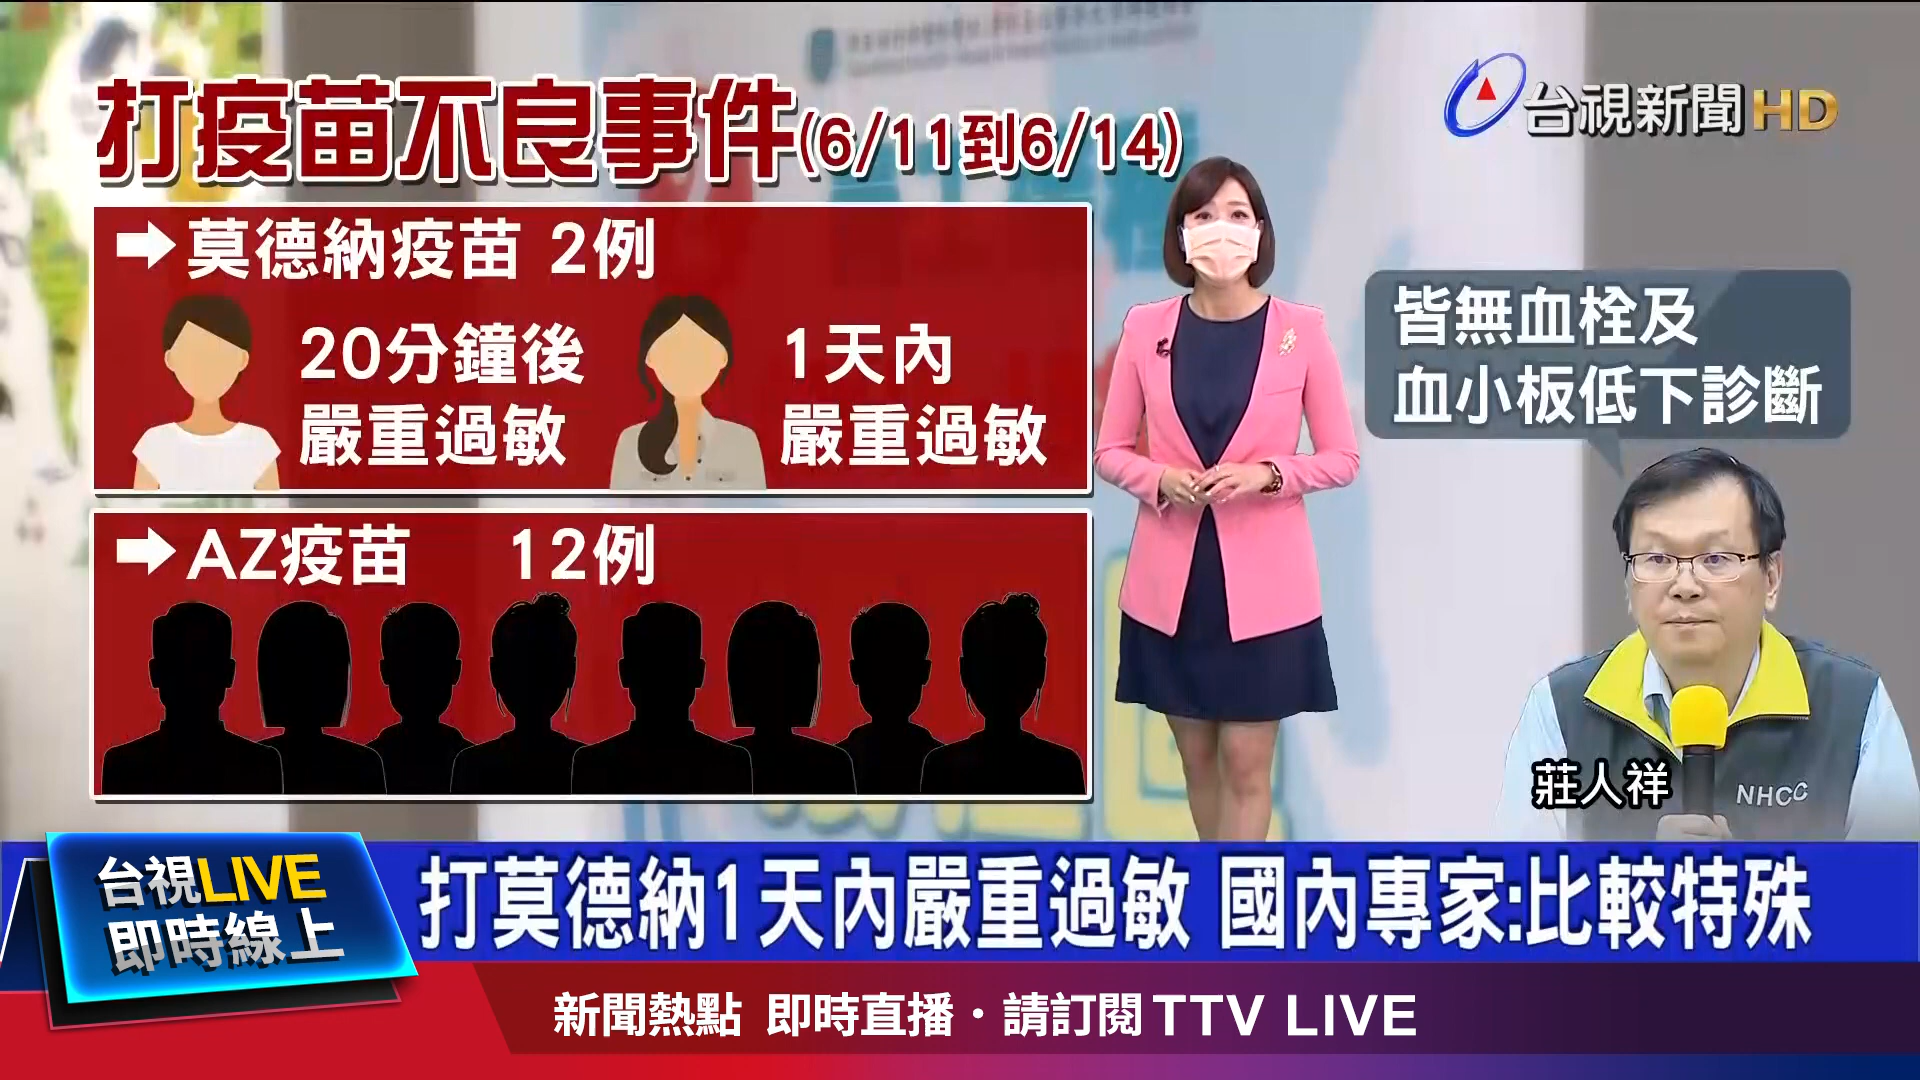 打疫苗不良事件(6/11到6/14)
台視新聞HD
莫德納疫苗 2例
20分鐘後
嚴重過敏
1天內
嚴重過敏
皆無血栓及
血小板低下診斷
AZ疫苗 12例
莊人祥
NHCC
台視LIVE
即時線上
打莫德納1天內嚴重過敏 國內專家:比較特殊
新聞熱點 即時直播・請訂閱TTV LIVE